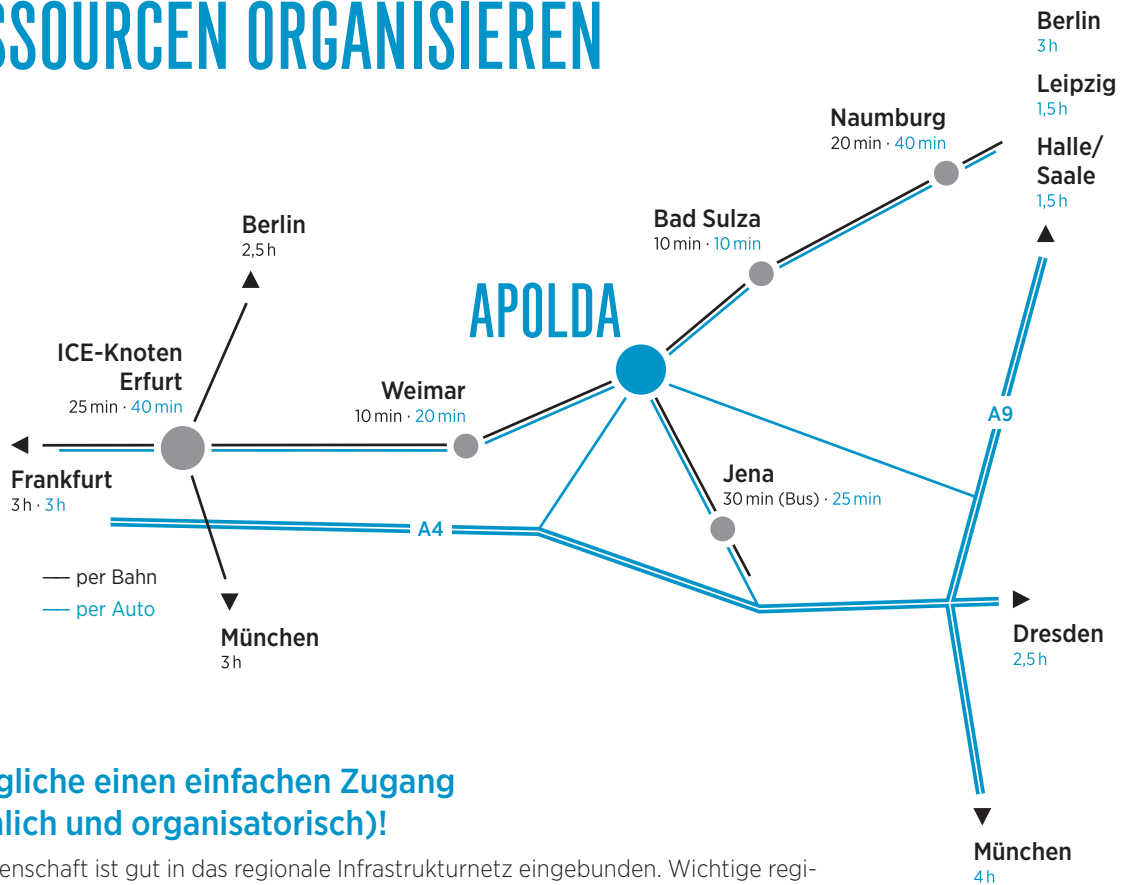 SSOURCEN ORGANISIEREN
Berlin
3 h
Leipzig
1,5 h
Halle/
Saale
1,5 h
Naumburg
20 min · 40 min
Bad Sulza
10 min · 10 min
Berlin
2,5 h
APOLDA
ICE-Knoten
Erfurt
25 min · 40 min
Weimar
10 min · 20 min
A9
Frankfurt
3 h · 3 h
Jena
30 min (Bus) · 25 min
A4
per Bahn
per Auto
München
3 h
Dresden
2,5 h
gliche einen einfachen Zugang
lich und organisatorisch)!
enschaft ist gut in das regionale Infrastrukturnetz eingebunden. Wichtige regi-
München
4 h